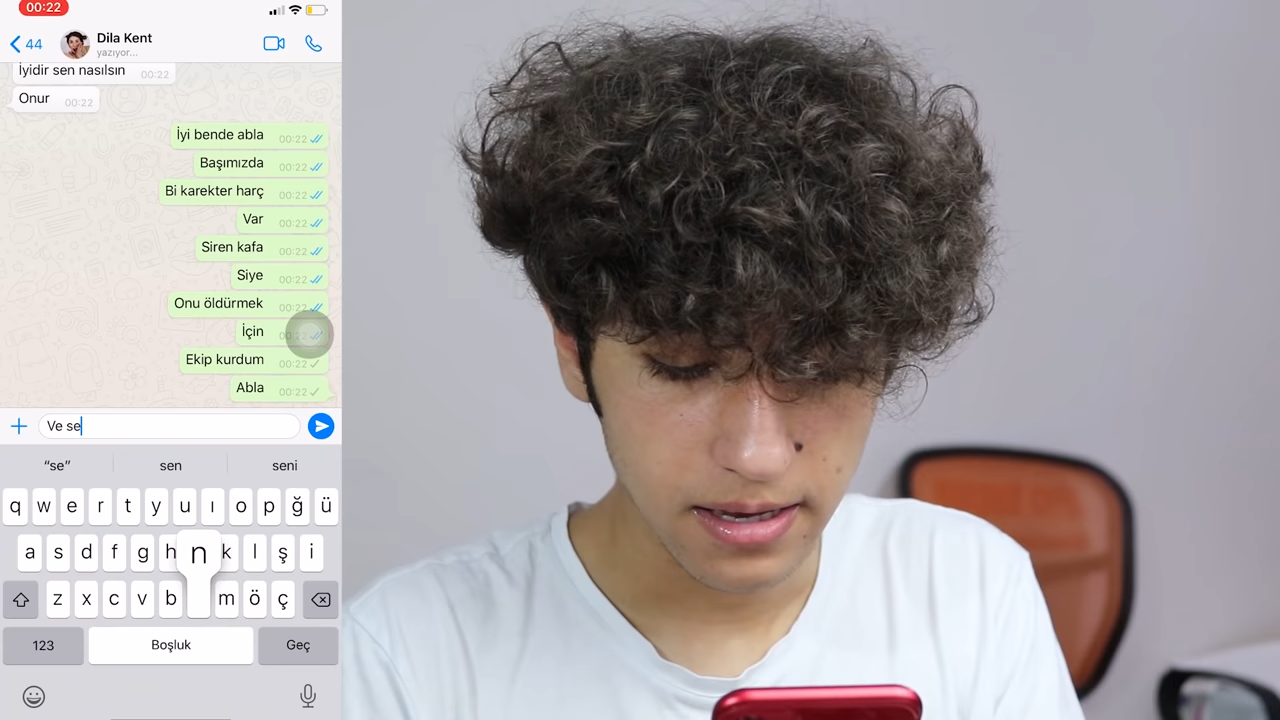 00:22
44
Dila Kent
yazıyor...
İyidir sen nasılsın 00:22
Onur 00:22
İyi bende abla 00:22
Başımızda 00:22
Bi karekter harç 00:22
Var 00:22
Siren kafa 00:22
Siye 00:22
Onu öldürmek 00:22
İçin 00:22
Ekip kurdum 00:22
Abla 00:22
Ve se
“se” sen seni
q w e r t y u ı o p ğ ü
a s d f g h n k l ş i
z x c v b m ö ç
123 Boşluk Geç